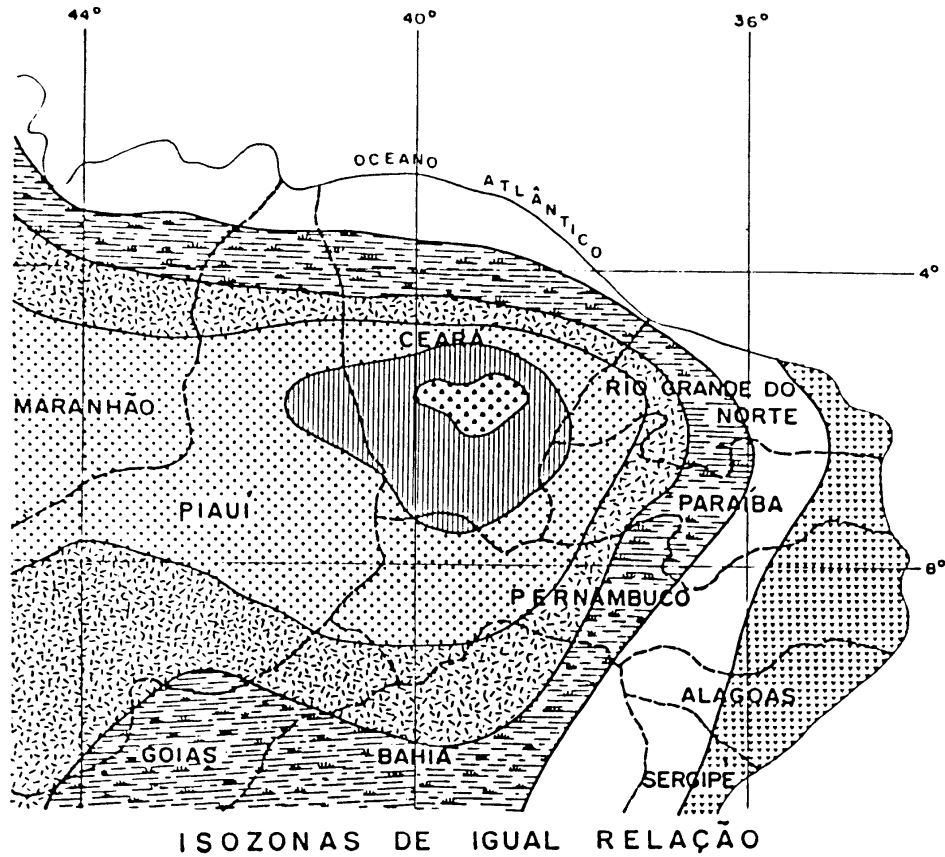 44° 40° 36°
OCEANO
ATLÂNTICO
4°
CEARÁ
RIO GRANDE DO
NORTE
MARANHÃO
PIAUÍ
PARAÍBA
8°
PERNAMBUCO
ALAGOAS
GOIAS
BAHIA
SERGIPE
ISOZONAS DE IGUAL RELAÇÃO